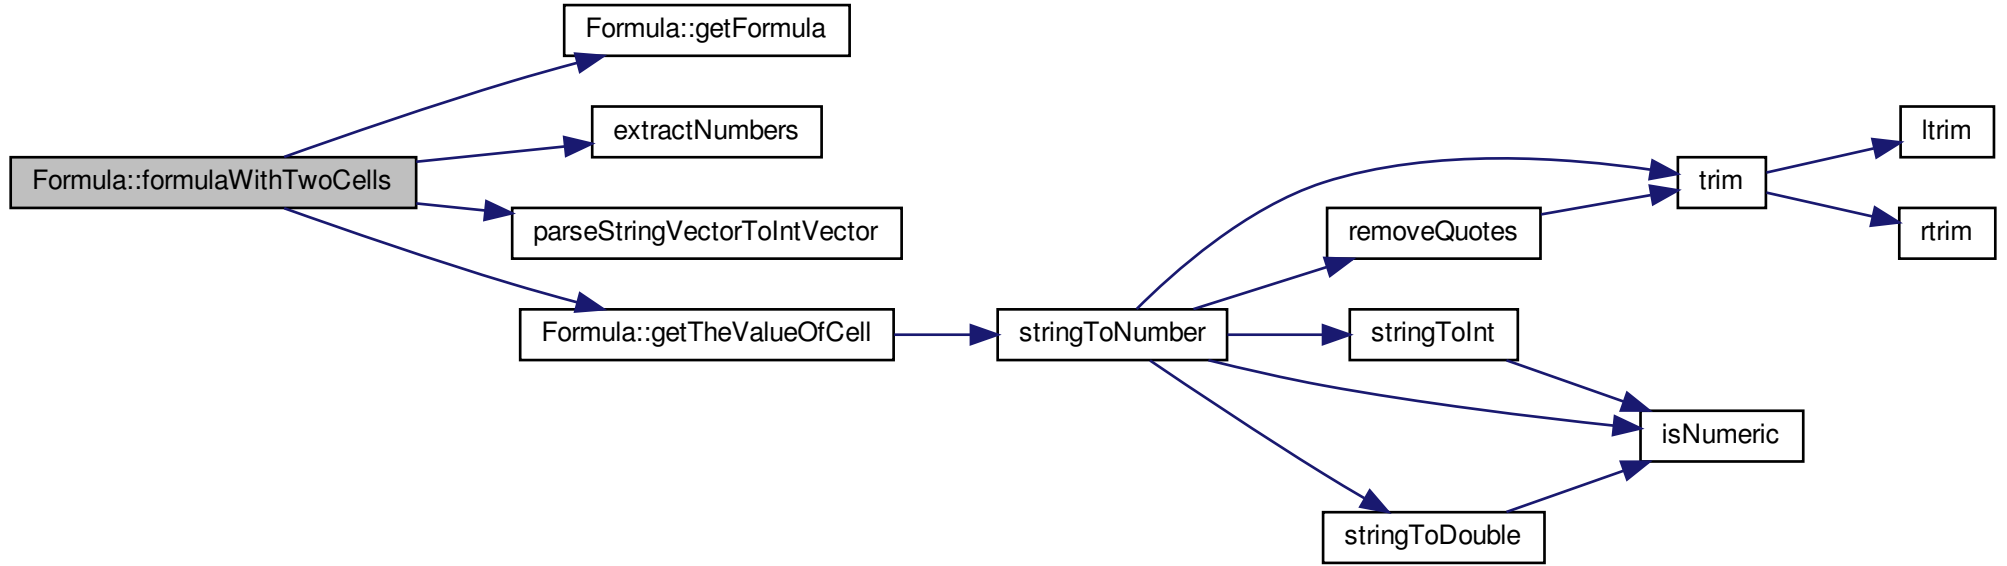 Formula::formulaWithTwoCells
Formula::getFormula
extractNumbers
parseStringVectorToIntVector
Formula::getTheValueOfCell
stringToNumber
removeQuotes
stringToInt
stringToDouble
trim
isNumeric
ltrim
rtrim